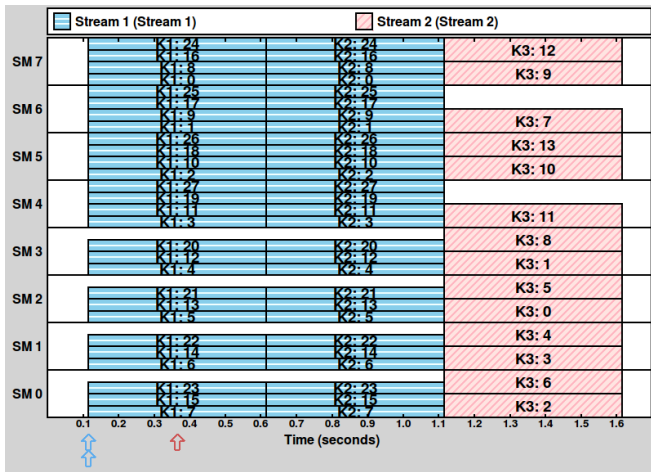 Stream 1 (Stream 1) Stream 2 (Stream 2)
SM 7
K1: 24 K2: 24 K3: 12
K1: 16 K2: 16
K1: 8 K2: 8 K3: 9
K1: 0 K2: 0
SM 6
K1: 25 K2: 25
K1: 17 K2: 17
K1: 9 K2: 9 K3: 7
K1: 1 K2: 1
SM 5
K1: 26 K2: 26 K3: 13
K1: 18 K2: 18
K1: 10 K2: 10 K3: 10
K1: 2 K2: 2
SM 4
K1: 27 K2: 27
K1: 19 K2: 19
K1: 11 K2: 11 K3: 11
K1: 3 K2: 3
SM 3
K1: 20 K2: 20 K3: 8
K1: 12 K2: 12
K1: 4 K2: 4 K3: 1
SM 2
K1: 21 K2: 21 K3: 5
K1: 13 K2: 13
K1: 5 K2: 5 K3: 0
SM 1
K1: 22 K2: 22 K3: 4
K1: 14 K2: 14
K1: 6 K2: 6 K3: 3
SM 0
K1: 23 K2: 23 K3: 6
K1: 15 K2: 15
K1: 7 K2: 7 K3: 2
0.1 0.2 0.3 0.4 0.5 0.6 0.7 0.8 0.9 1.0 1.1 1.2 1.3 1.4 1.5 1.6
Time (seconds)